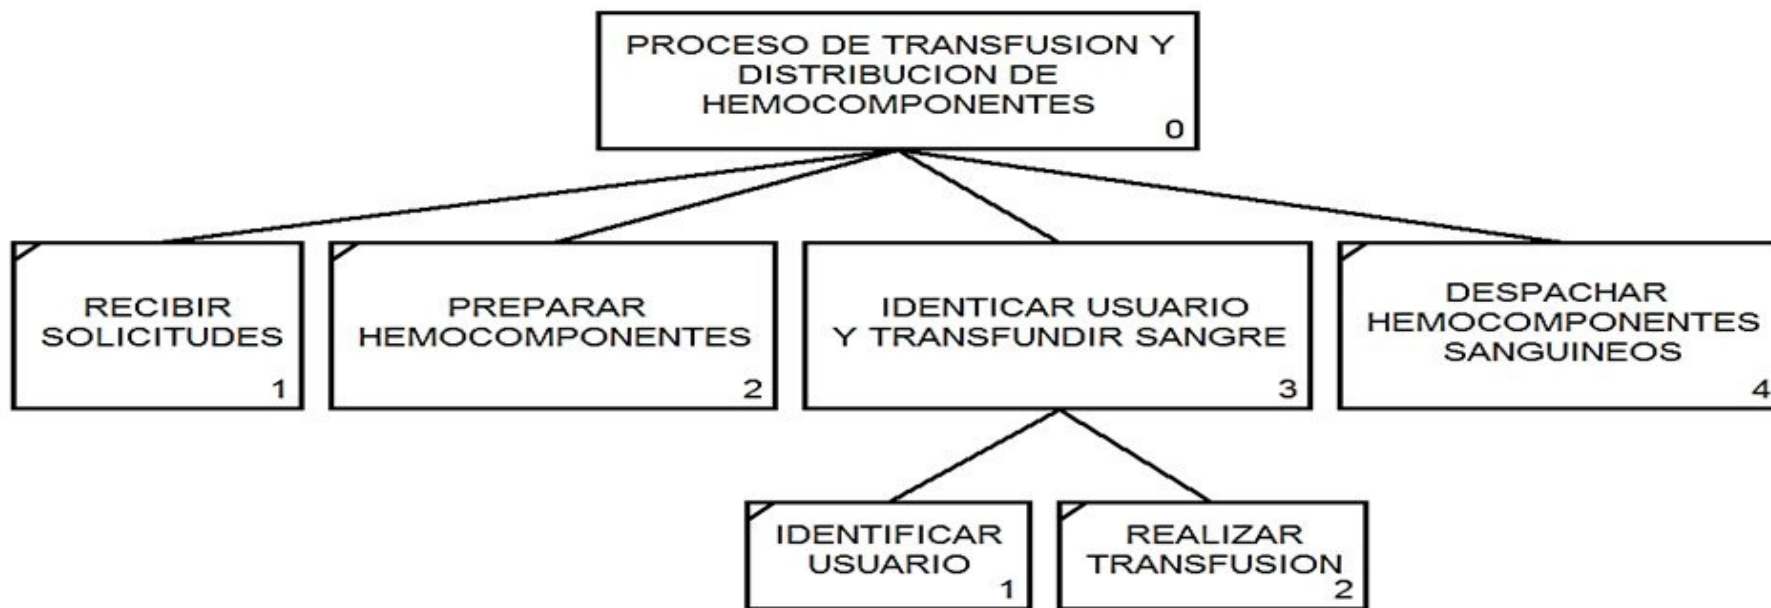 PROCESO DE TRANSFUSION Y
DISTRIBUCION DE
HEMOCOMPONENTES
0
RECIBIR
SOLICITUDES
1
PREPARAR
HEMOCOMPONENTES
2
IDENTICAR USUARIO
Y TRANSFUNDIR SANGRE
3
DESPACHAR
HEMOCOMPONENTES
SANGUINEOS
4
IDENTIFICAR
USUARIO
1
REALIZAR
TRANSFUSION
2